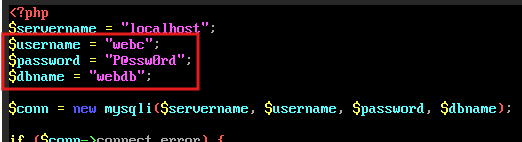 <?php
$servername = "localhost";
$username = "webc";
$password = "P@ssw0rd";
$dbname = "webdb";
$conn = new mysqli($servername, $username, $password, $dbname);
if ($conn->connect_error) {